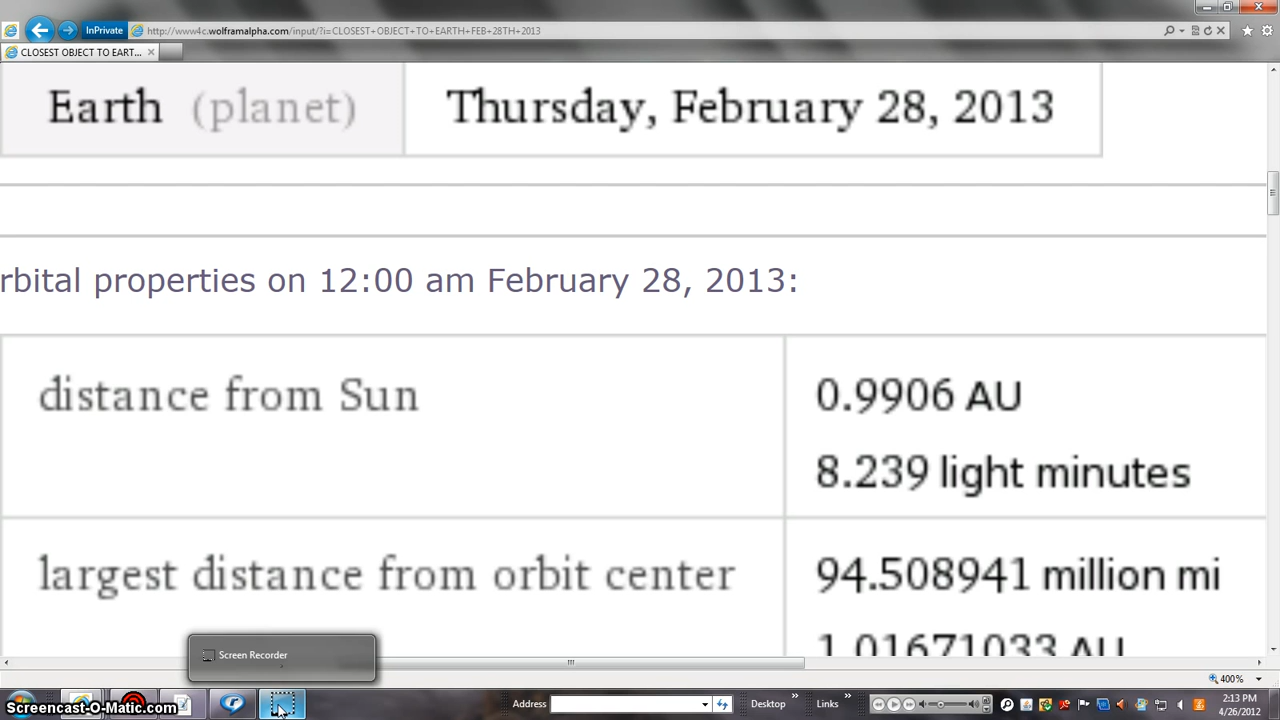 InPrivate
http://www4c.wolframalpha.com/input/?i=CLOSEST+OBJECT+TO+EARTH+FEB+28TH+2013
CLOSEST OBJECT TO EART...
Earth (planet) Thursday, February 28, 2013
rbital properties on 12:00 am February 28, 2013:
distance from Sun 0.9906 AU
8.239 light minutes
largest distance from orbit center 94.508941 million mi
1.01671033 AU
Screen Recorder
400%
Screencast-O-Matic.com
Address
Desktop
Links
2:13 PM
4/26/2012